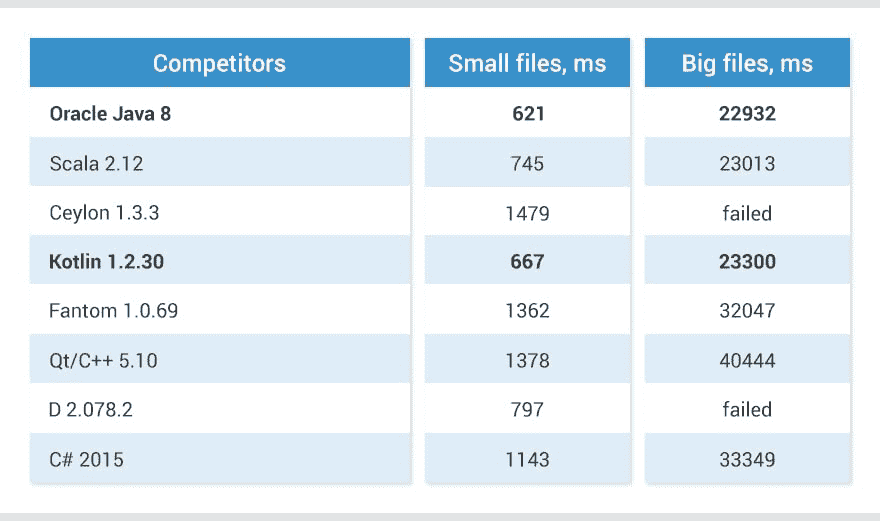 Competitors Small files, ms Big files, ms
Oracle Java 8 621 22932
Scala 2.12 745 23013
Ceylon 1.3.3 1479 failed
Kotlin 1.2.30 667 23300
Fantom 1.0.69 1362 32047
Qt/C++ 5.10 1378 40444
D 2.078.2 797 failed
C# 2015 1143 33349